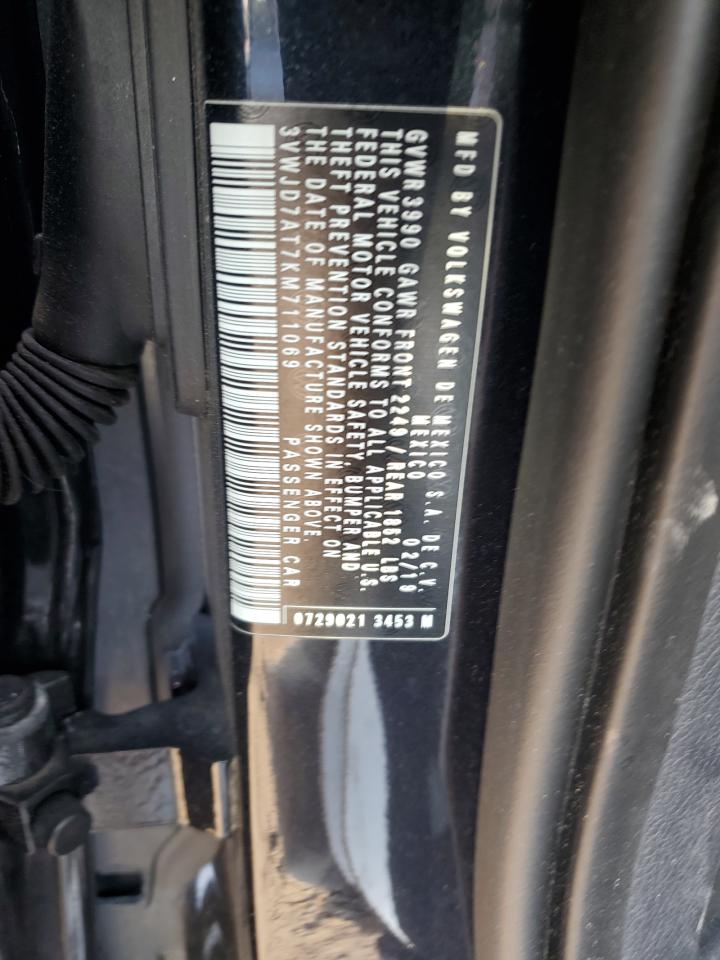 MFD BY VOLKSWAGEN DE MEXICO S.A. DE C.V.
MEXICO 02/19
GVWR 3990 GAWR FRONT 2249 / REAR 1852 LBS
THIS VEHICLE CONFORMS TO ALL APPLICABLE U.S.
FEDERAL MOTOR VEHICLE SAFETY, BUMPER AND
THEFT PREVENTION STANDARDS IN EFFECT ON
THE DATE OF MANUFACTURE SHOWN ABOVE.
3VWJD7AT7KM711069 PASSENGER CAR
0729021 3453 M